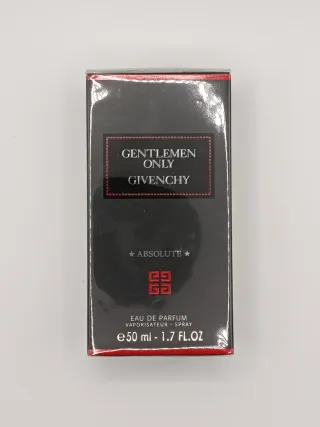 GENTLEMEN
ONLY
GIVENCHY
★ ABSOLUTE ★
EAU DE PARFUM
VAPORISATEUR - SPRAY
℮50 ml - 1.7 FL.OZ